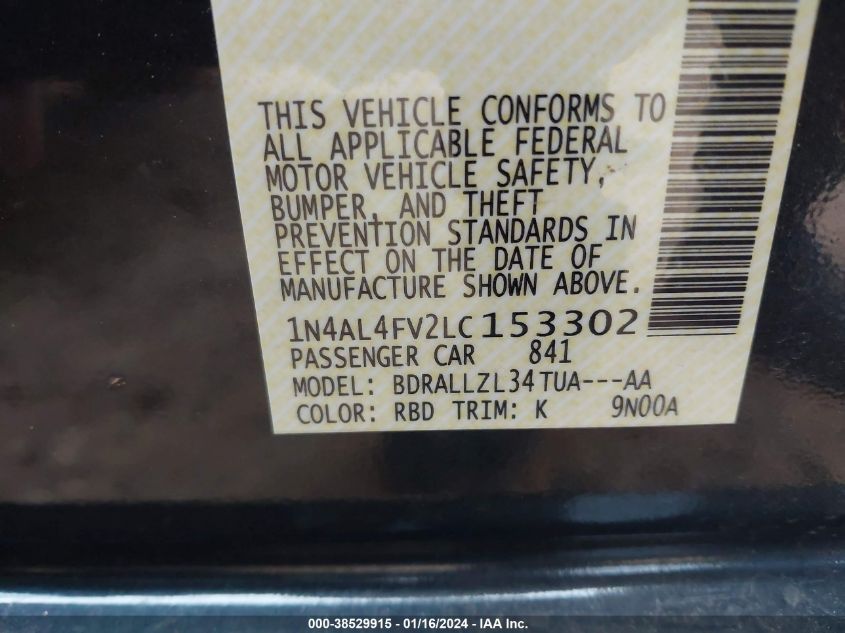 THIS VEHICLE CONFORMS TO
ALL APPLICABLE FEDERAL
MOTOR VEHICLE SAFETY,
BUMPER, AND THEFT
PREVENTION STANDARDS IN
EFFECT ON THE DATE OF
MANUFACTURE SHOWN ABOVE.
1N4AL4FV2LC153302
PASSENGER CAR 841
MODEL: BDRALLZL34TUA---AA
COLOR: RBD TRIM: K 9N00A
000-38529915 - 01/16/2024 - IAA Inc.